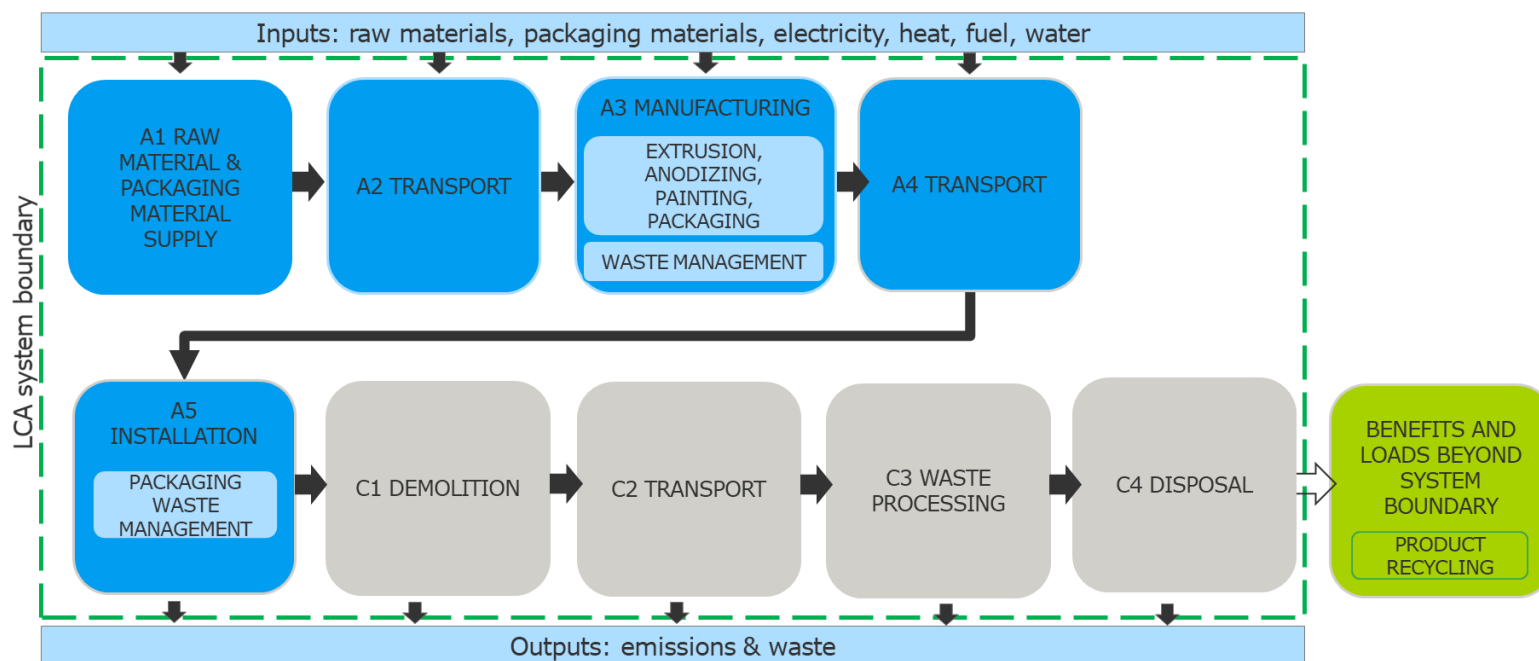 Inputs: raw materials, packaging materials, electricity, heat, fuel, water
LCA system boundary
A1 RAW
MATERIAL &
PACKAGING
MATERIAL
SUPPLY
A2 TRANSPORT
A3 MANUFACTURING
EXTRUSION,
ANODIZING,
PAINTING,
PACKAGING
WASTE MANAGEMENT
A4 TRANSPORT
A5
INSTALLATION
PACKAGING
WASTE
MANAGEMENT
C1 DEMOLITION
C2 TRANSPORT
C3 WASTE
PROCESSING
C4 DISPOSAL
BENEFITS AND
LOADS BEYOND
SYSTEM
BOUNDARY
PRODUCT
RECYCLING
Outputs: emissions & waste